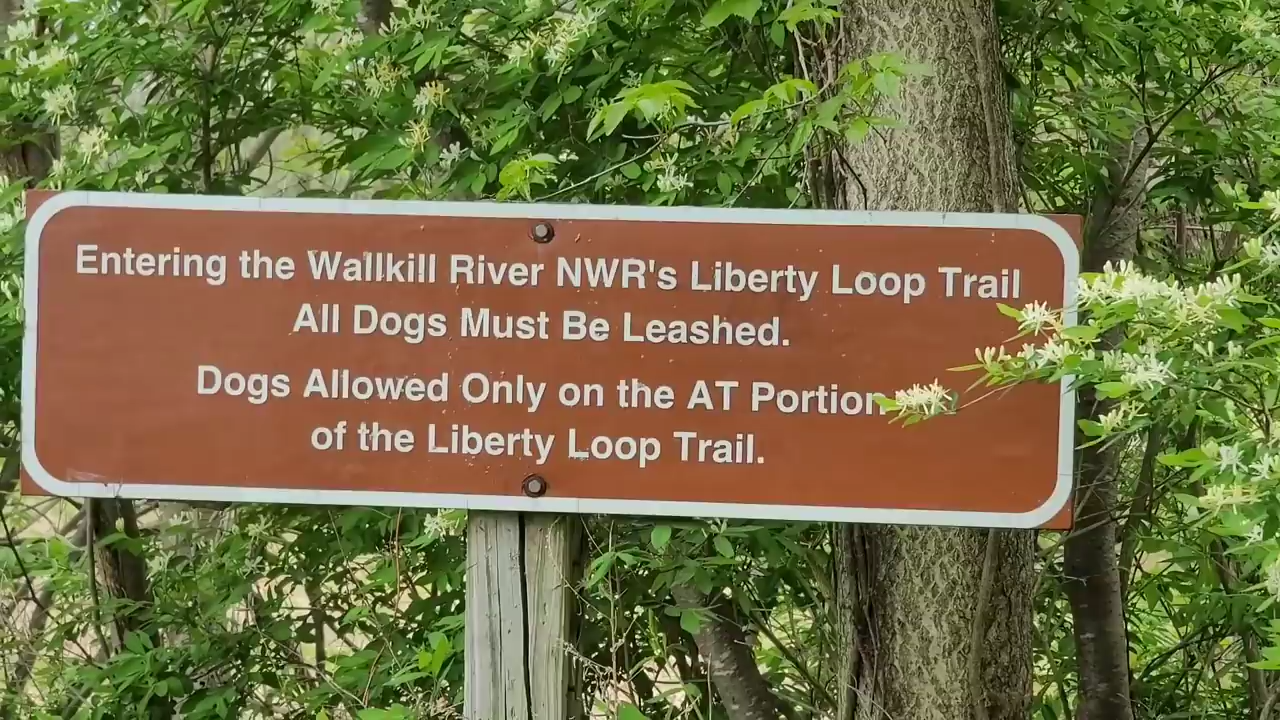 Entering the Wallkill River NWR's Liberty Loop Trail
All Dogs Must Be Leashed.
Dogs Allowed Only on the AT Portion
of the Liberty Loop Trail.